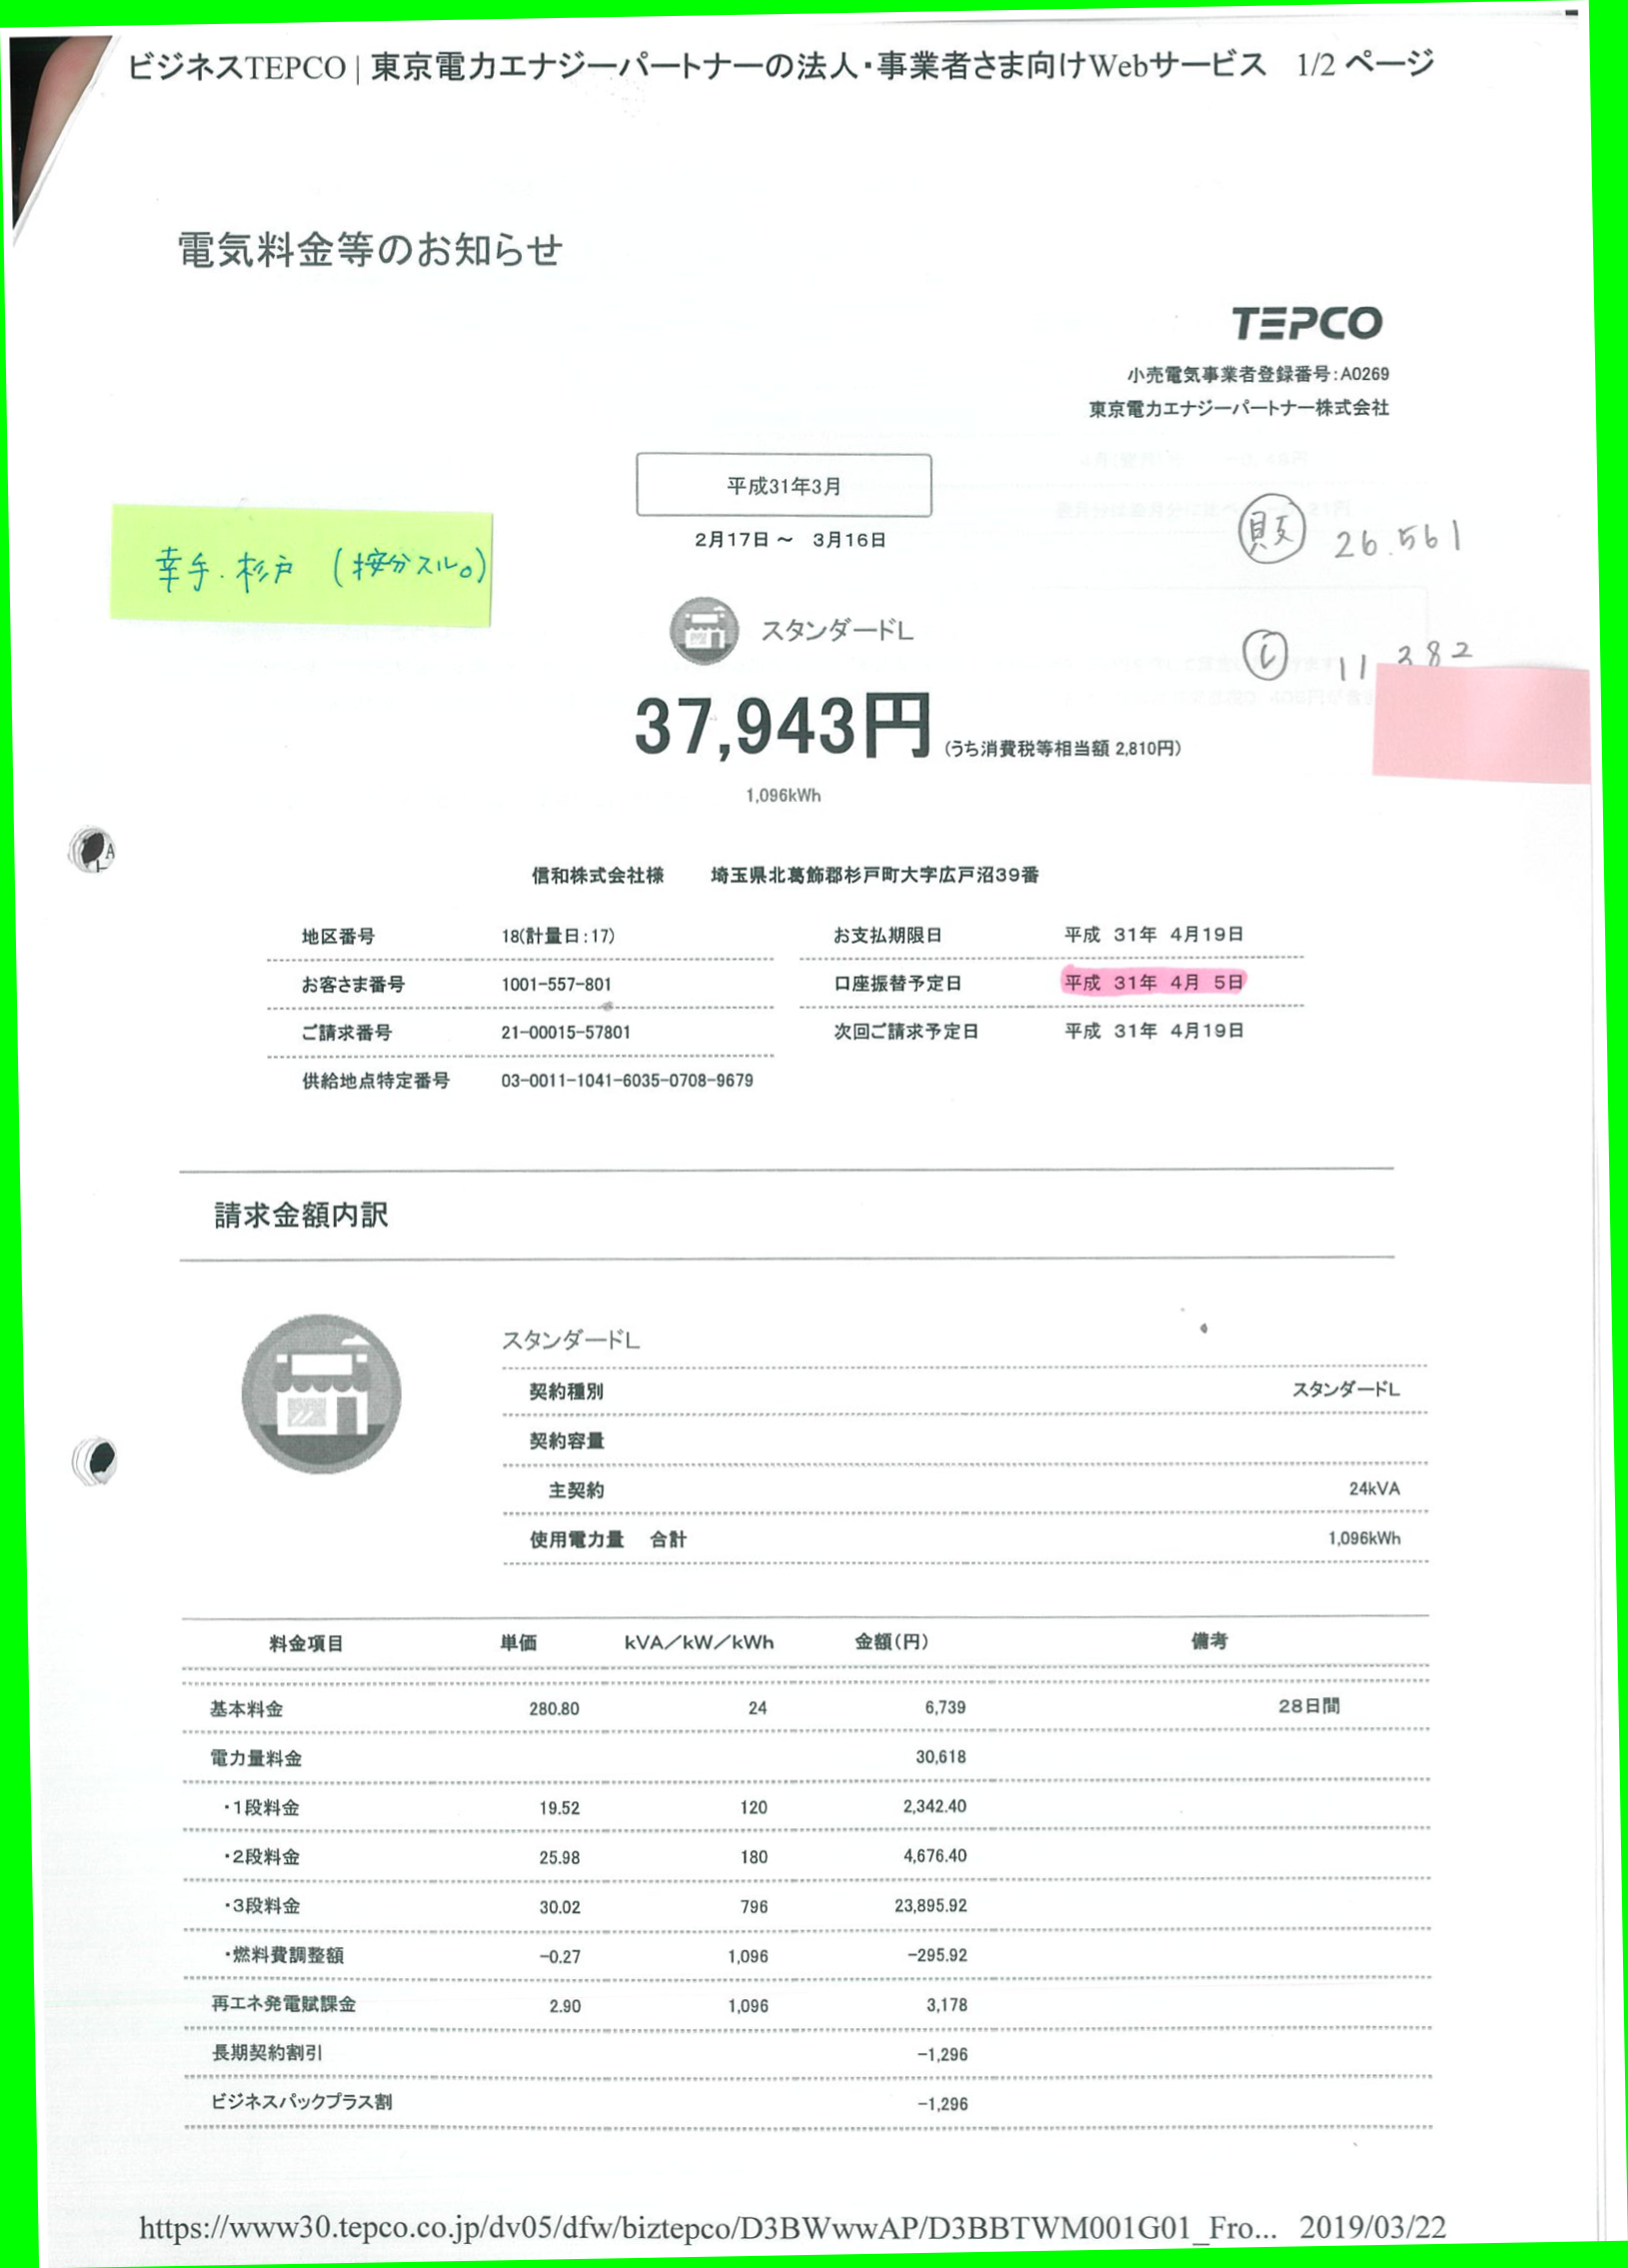 ビジネスTEPCO | 東京電力エナジーパートナーの法人・事業者さま向けWebサービス 1/2 ページ
電気料金等のお知らせ
TEPCO
小売電気事業者登録番号:A0269
東京電力エナジーパートナー株式会社
平成31年3月
2月17日 ～ 3月16日
幸手.杉戸 (按分スル。)
販 26.561
スタンダードL
i 11 382
37,943円 (うち消費税等相当額 2,810円)
1,096kWh
信和株式会社様 埼玉県北葛飾郡杉戸町大字広戸沼39番
地区番号 18(計量日:17) お支払期限日 平成 31年 4月19日
お客さま番号 1001-557-801 口座振替予定日 平成 31年 4月 5日
ご請求番号 21-00015-57801 次回ご請求予定日 平成 31年 4月19日
供給地点特定番号 03-0011-1041-6035-0708-9679
請求金額内訳
スタンダードL
契約種別 スタンダードL
契約容量
主契約 24kVA
使用電力量 合計 1,096kWh
料金項目 単価 kVA／kW／kWh 金額(円) 備考
基本料金 280.80 24 6,739 28日間
電力量料金 30,618
・1段料金 19.52 120 2,342.40
・2段料金 25.98 180 4,676.40
・3段料金 30.02 796 23,895.92
・燃料費調整額 -0.27 1,096 -295.92
再エネ発電賦課金 2.90 1,096 3,178
長期契約割引 -1,296
ビジネスパックプラス割 -1,296
https://www30.tepco.co.jp/dv05/dfw/biztepco/D3BWwwAP/D3BBTWM001G01_Fro... 2019/03/22